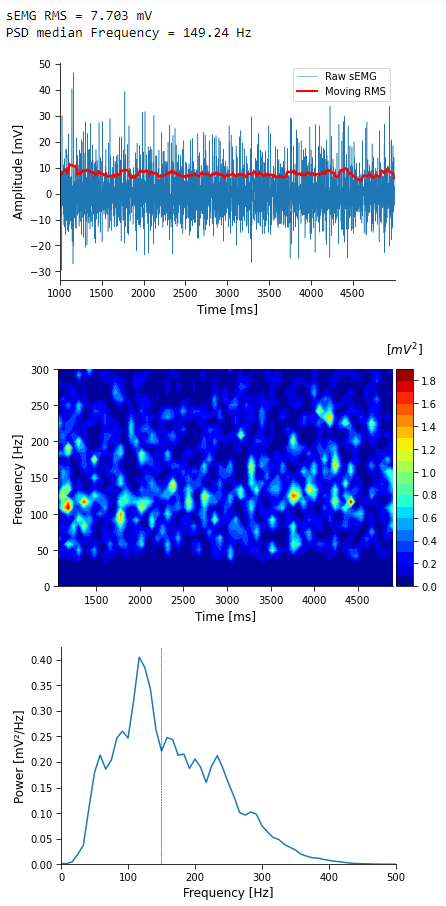 sEMG RMS = 7.703 mV
PSD median Frequency = 149.24 Hz
50
40
30
20
10
0
−10
−20
−30
Amplitude [mV]
Raw sEMG
Moving RMS
1000 1500 2000 2500 3000 3500 4000 4500
Time [ms]
[mV²]
300
250
200
150
100
50
0
Frequency [Hz]
1.8
1.6
1.4
1.2
1.0
0.8
0.6
0.4
0.2
0.0
1500 2000 2500 3000 3500 4000 4500
Time [ms]
0.40
0.35
0.30
0.25
0.20
0.15
0.10
0.05
0.00
Power [mV²/Hz]
0 100 200 300 400 500
Frequency [Hz]